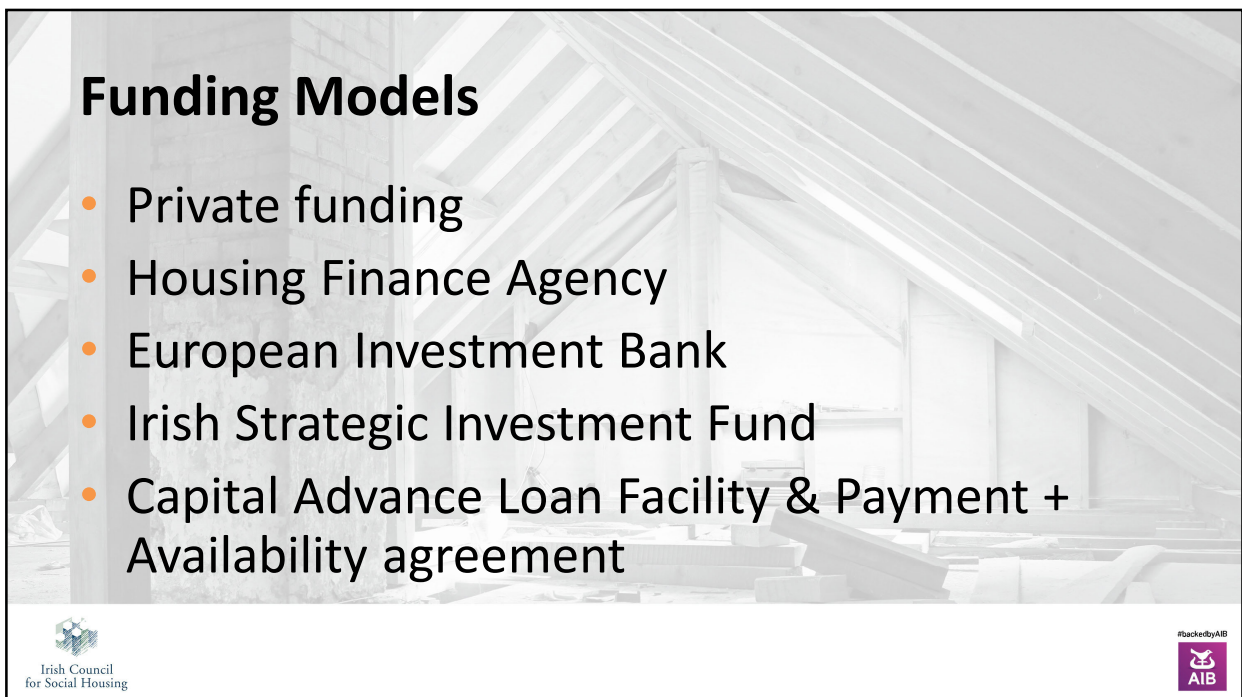 Funding Models
• Private funding
• Housing Finance Agency
• European Investment Bank
• Irish Strategic Investment Fund
• Capital Advance Loan Facility & Payment +
Availability agreement
Irish Council
for Social Housing
#backedbyAIB
AIB